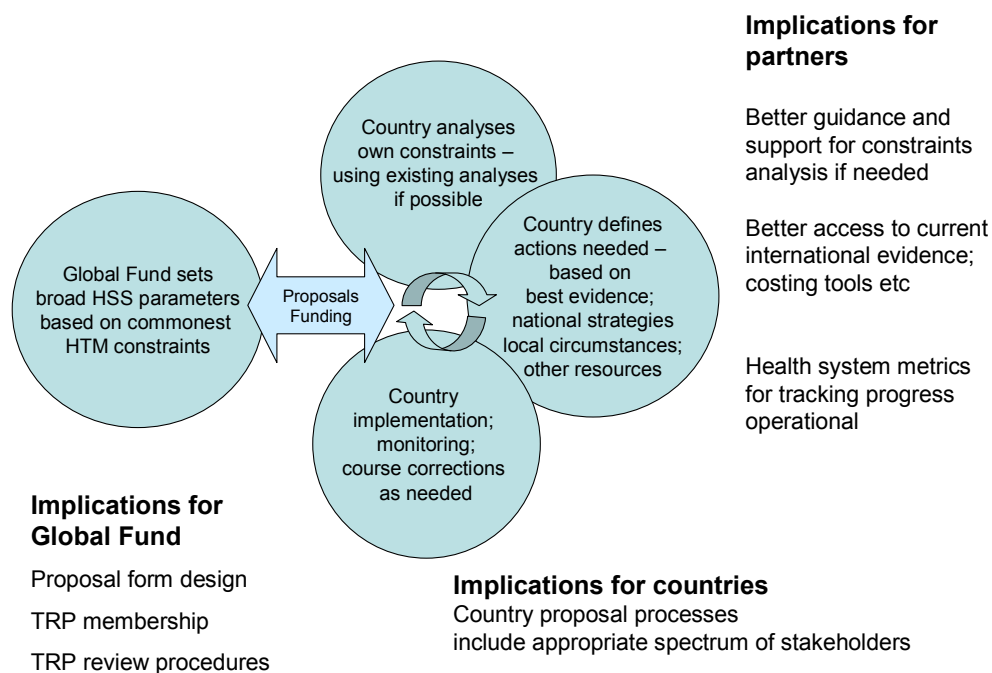 Implications for
partners
Better guidance and
support for constraints
analysis if needed
Better access to current
international evidence;
costing tools etc
Health system metrics
for tracking progress
operational
Country analyses
own constraints –
using existing analyses
if possible
Country defines
actions needed –
based on
best evidence;
national strategies
local circumstances;
other resources
Global Fund sets
broad HSS parameters
based on commonest
HTM constraints
Proposals
Funding
Country
implementation;
monitoring;
course corrections
as needed
Implications for
Global Fund
Proposal form design
TRP membership
TRP review procedures
Implications for countries
Country proposal processes
include appropriate spectrum of stakeholders